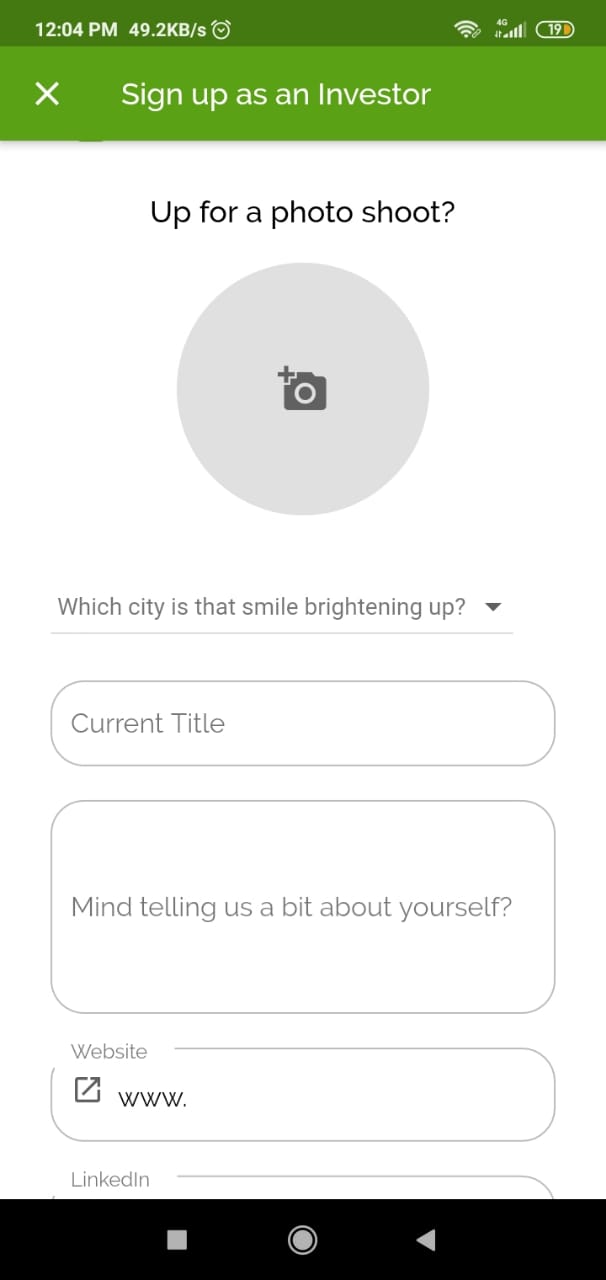 12:04 PM 49.2KB/s 4G 19
Sign up as an Investor
Up for a photo shoot?
Which city is that smile brightening up?
Current Title
Mind telling us a bit about yourself?
Website
www.
LinkedIn